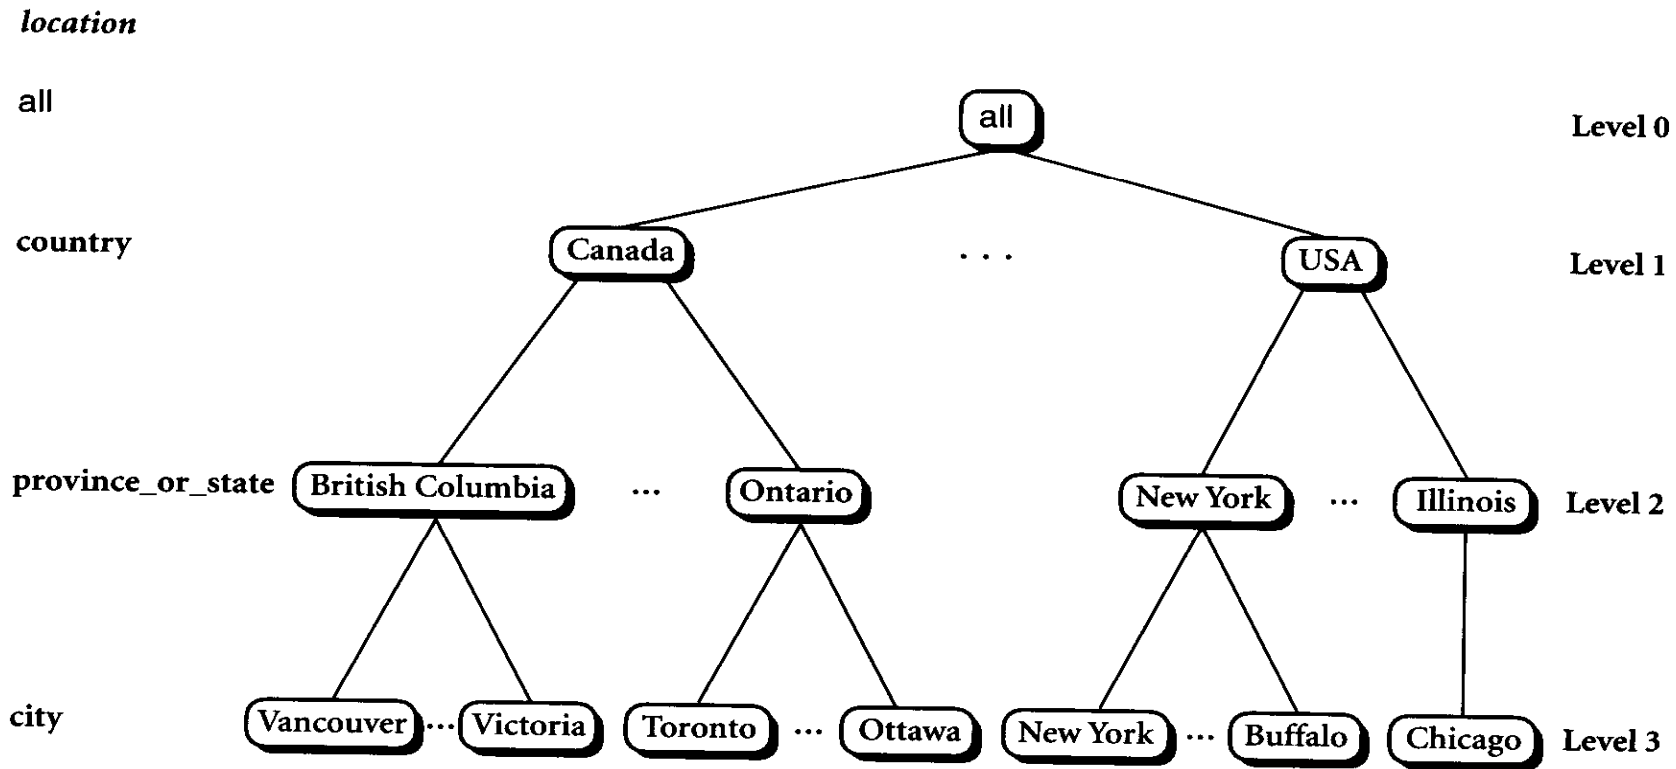 location
all all Level 0
country Canada . . . USA Level 1
province_or_state British Columbia ... Ontario New York ... Illinois Level 2
city Vancouver ... Victoria Toronto ... Ottawa New York ... Buffalo Chicago Level 3